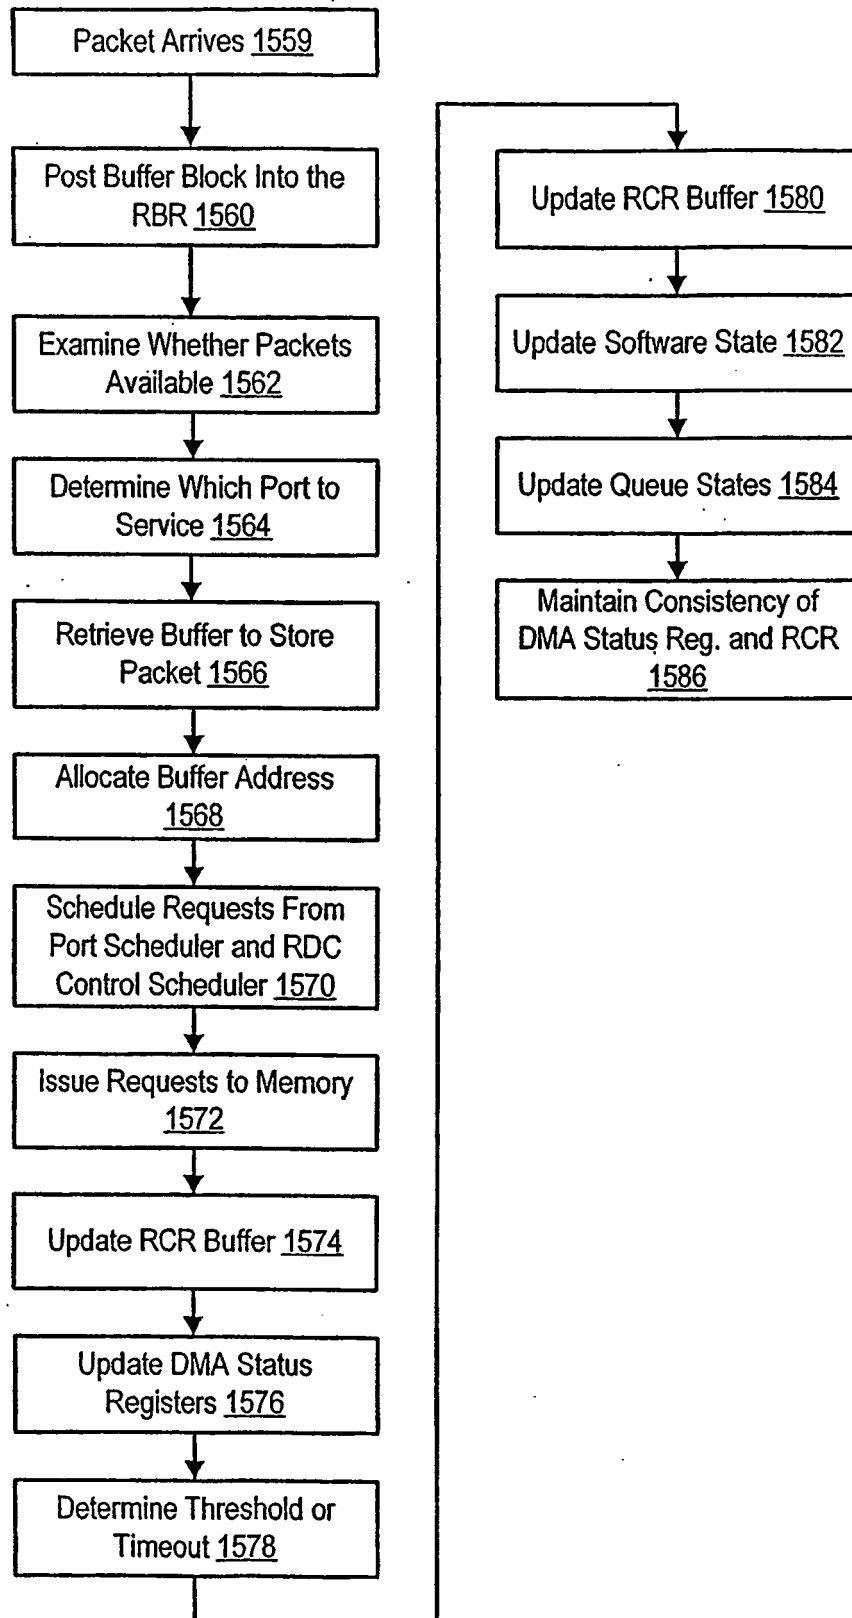 Packet Arrives 1559
Post Buffer Block Into the
RBR 1560
Examine Whether Packets
Available 1562
Determine Which Port to
Service 1564
Retrieve Buffer to Store
Packet 1566
Allocate Buffer Address
1568
Schedule Requests From
Port Scheduler and RDC
Control Scheduler 1570
Issue Requests to Memory
1572
Update RCR Buffer 1574
Update DMA Status
Registers 1576
Determine Threshold or
Timeout 1578
Update RCR Buffer 1580
Update Software State 1582
Update Queue States 1584
Maintain Consistency of
DMA Status Reg. and RCR
1586